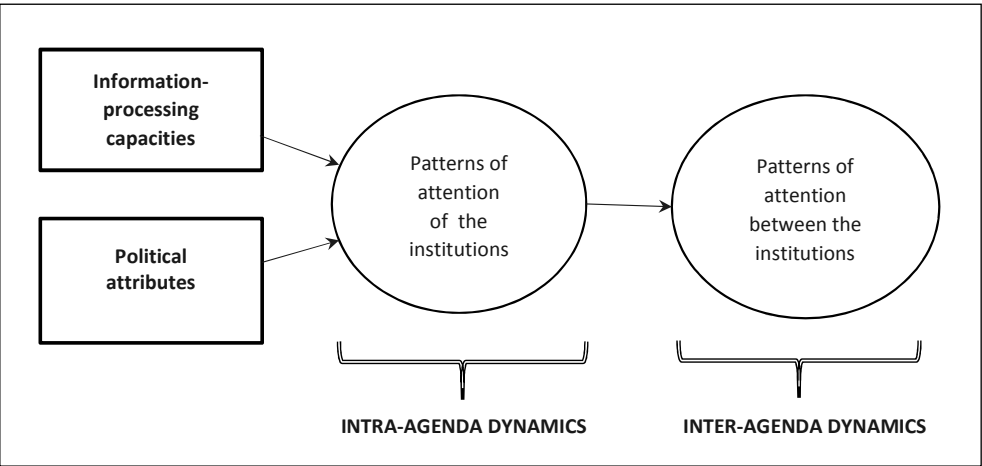 Information-
processing
capacities
Political
attributes
Patterns of
attention
of the
institutions
Patterns of
attention
between the
institutions
INTRA-AGENDA DYNAMICS
INTER-AGENDA DYNAMICS